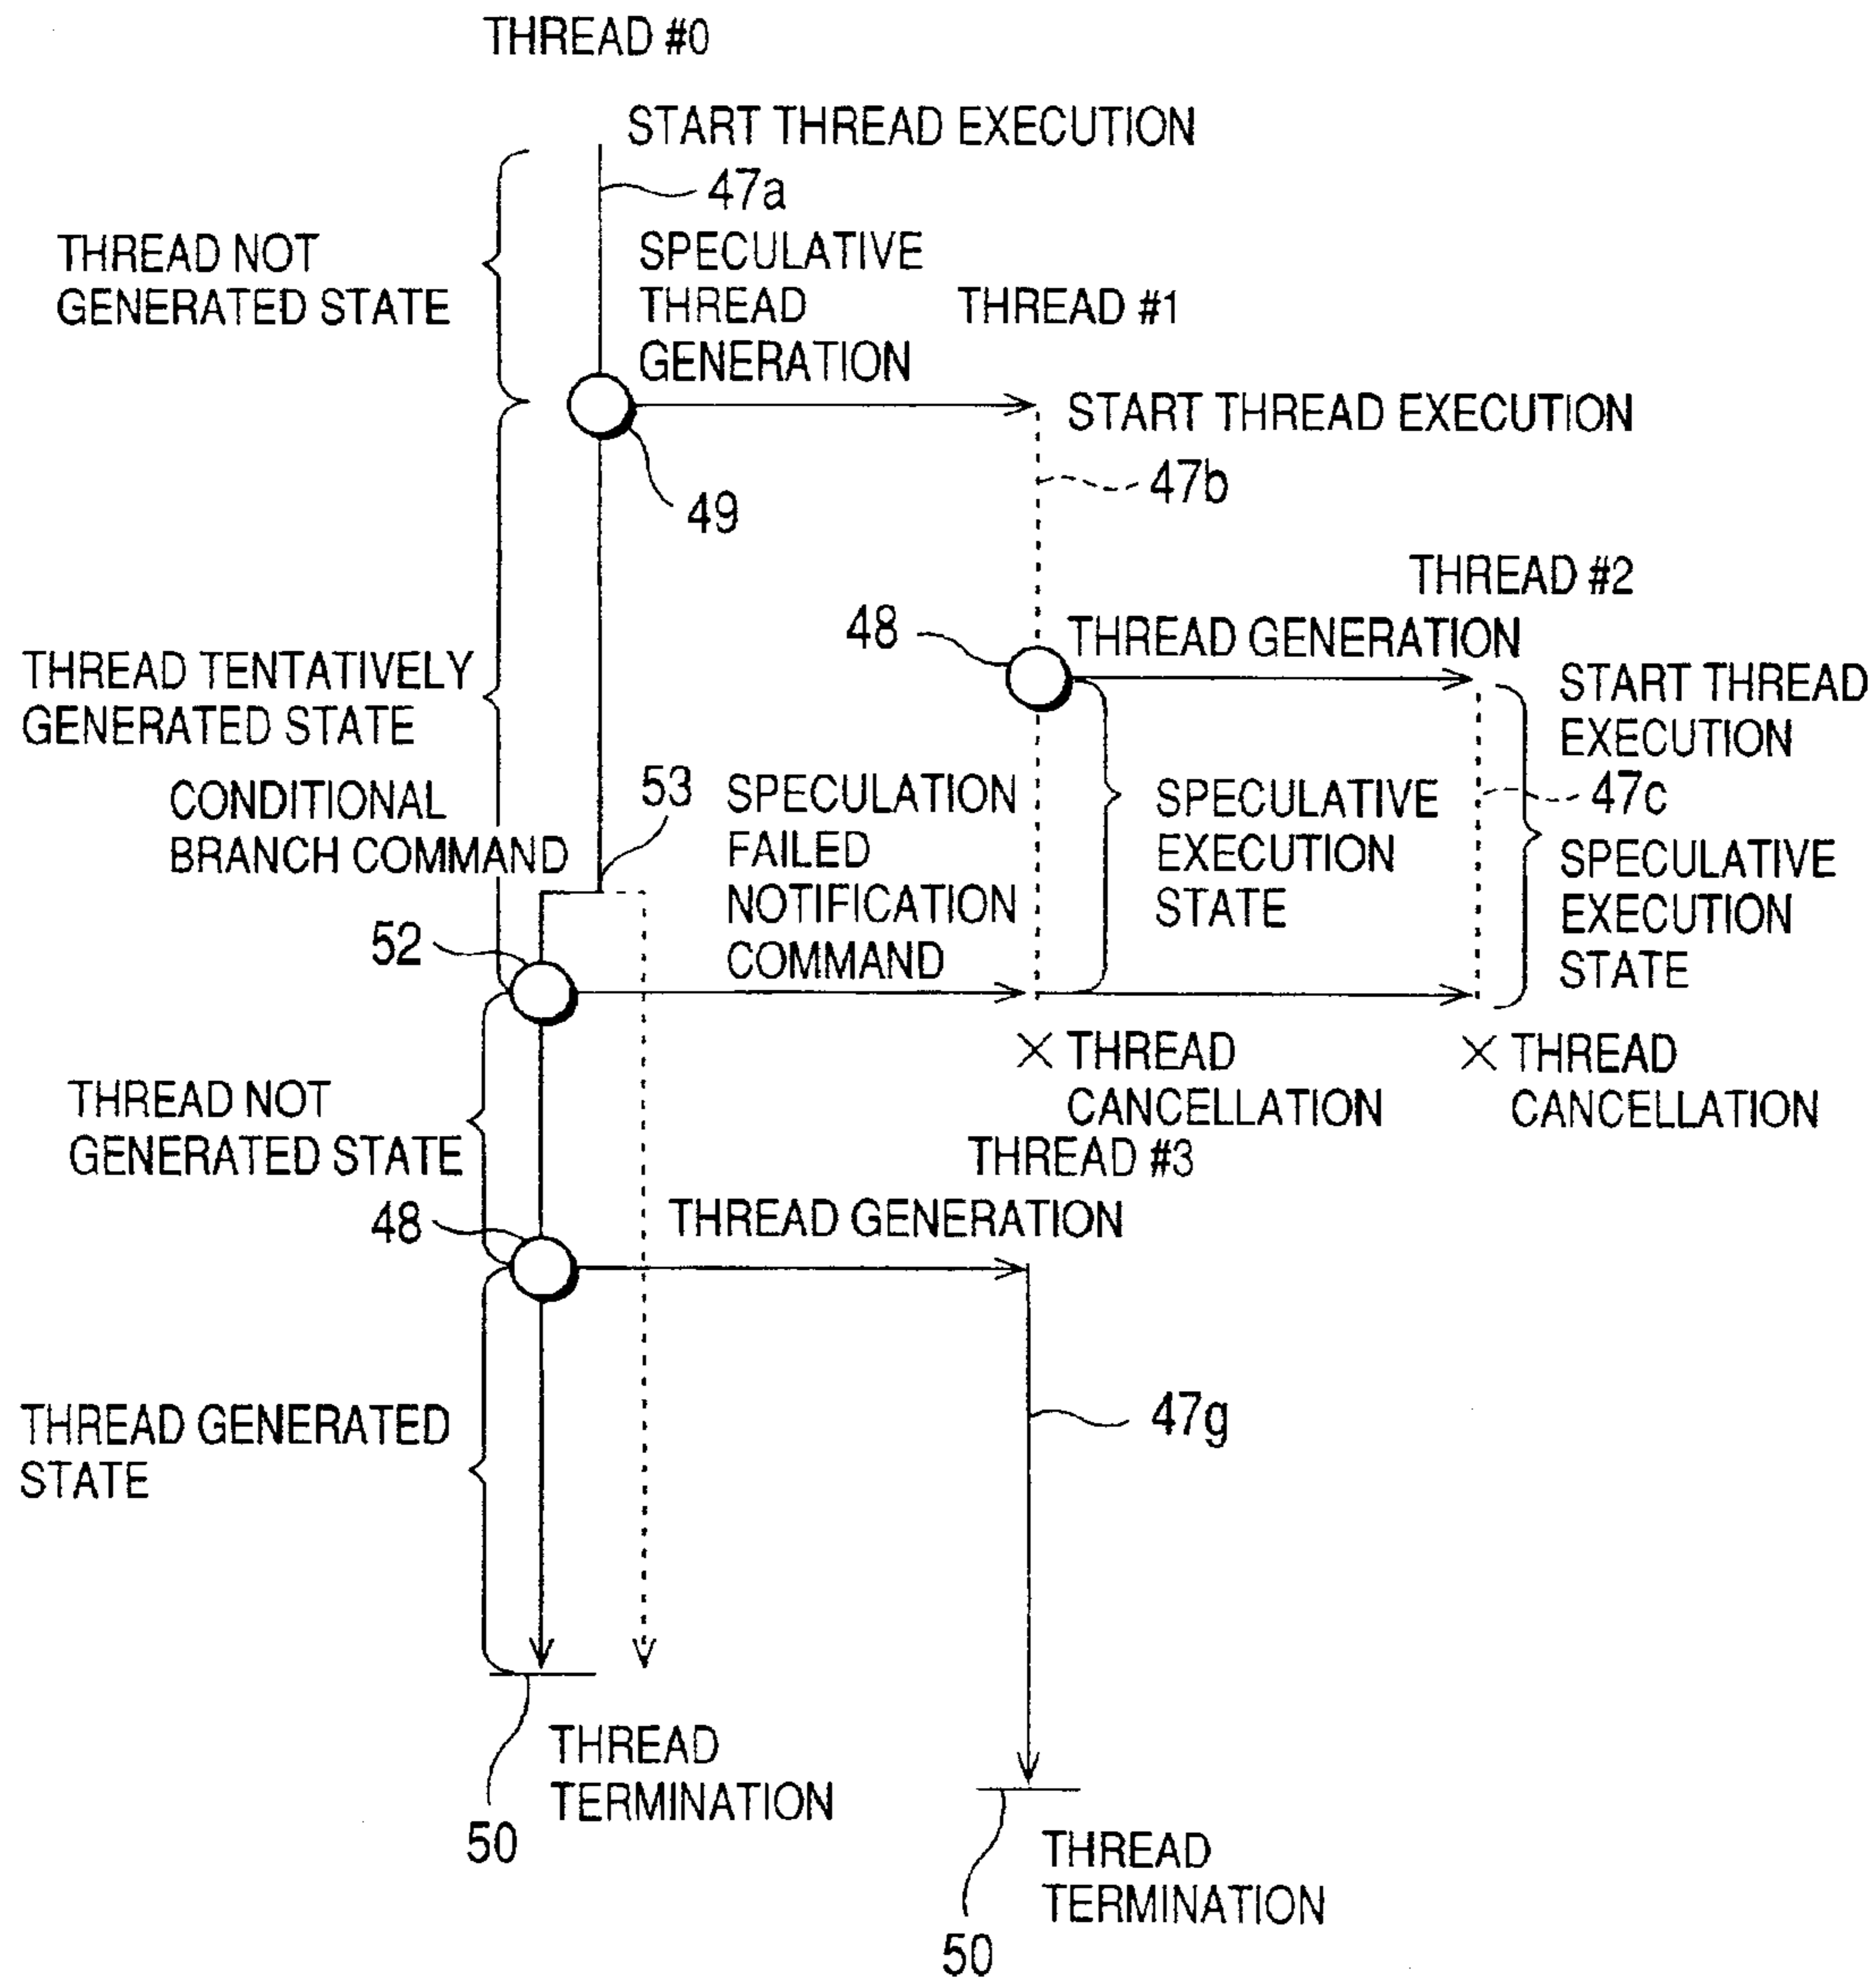 THREAD #0
START THREAD EXECUTION
47a
THREAD NOT
GENERATED STATE
SPECULATIVE
THREAD
GENERATION
THREAD #1
START THREAD EXECUTION
47b
49
THREAD #2
48
THREAD GENERATION
THREAD TENTATIVELY
GENERATED STATE
START THREAD
EXECUTION
47c
CONDITIONAL
BRANCH COMMAND
53
SPECULATION
FAILED
NOTIFICATION
COMMAND
SPECULATIVE
EXECUTION
STATE
SPECULATIVE
EXECUTION
STATE
52
× THREAD
CANCELLATION
× THREAD
CANCELLATION
THREAD NOT
GENERATED STATE
THREAD #3
48
THREAD GENERATION
THREAD GENERATED
STATE
47g
THREAD
TERMINATION
50
THREAD
TERMINATION
50